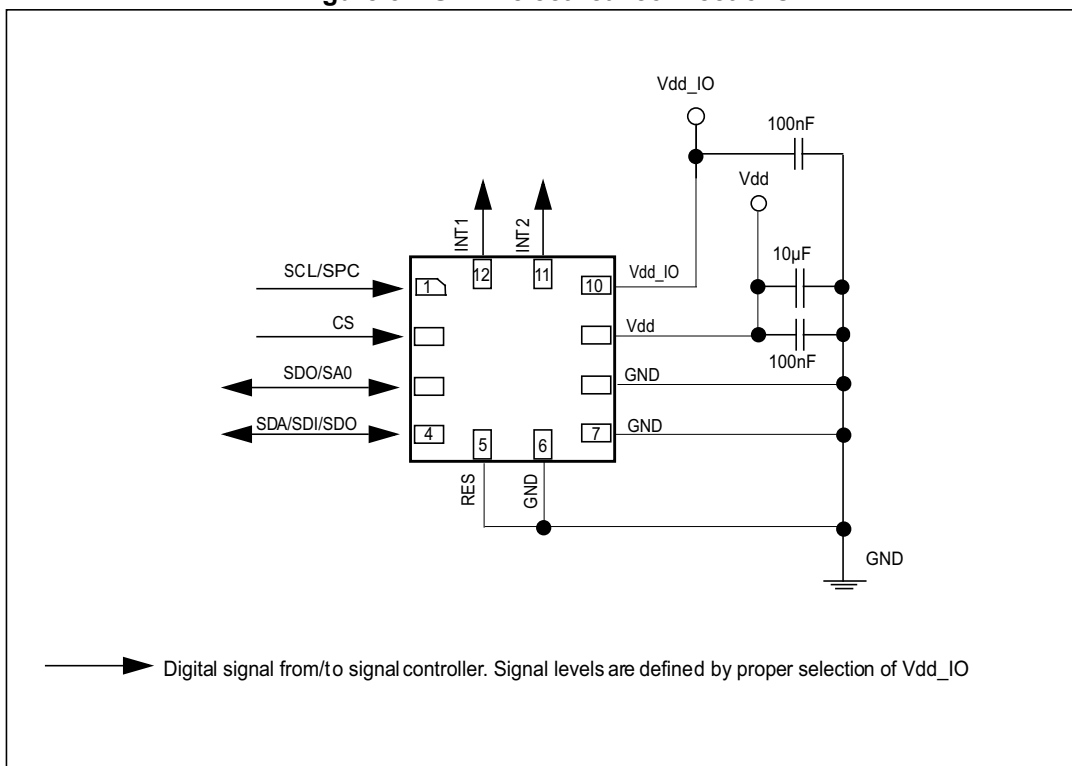 Vdd_IO
100nF
Vdd
10µF
100nF
INT1
INT2
SCL/SPC
CS
SDO/SA0
SDA/SDI/SDO
1
12
11
10
4
5
6
7
Vdd_IO
Vdd
GND
GND
RES
GND
GND
Digital signal from/to signal controller. Signal levels are defined by proper selection of Vdd_IO